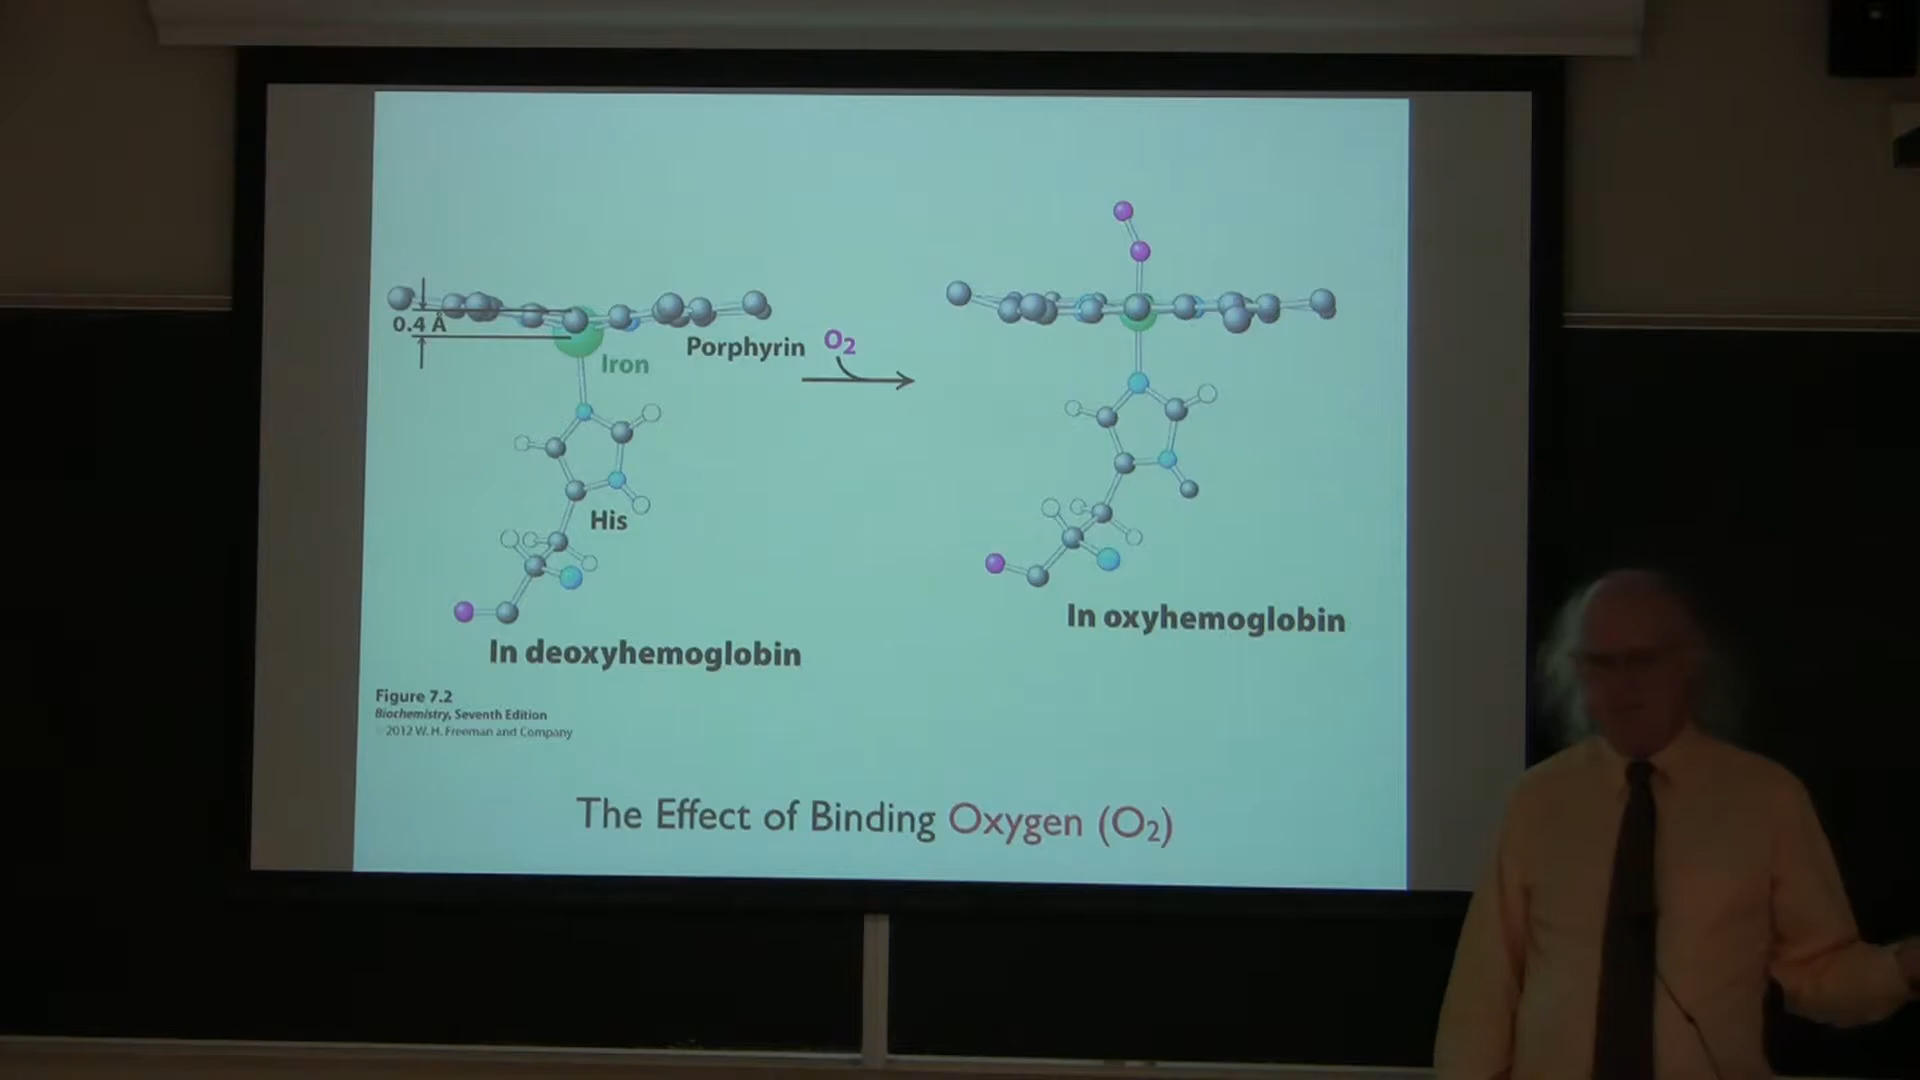 0.4 Å
Iron
Porphyrin
O₂
His
In deoxyhemoglobin
In oxyhemoglobin
Figure 7.2
Biochemistry, Seventh Edition
© 2012 W. H. Freeman and Company
The Effect of Binding Oxygen (O₂)